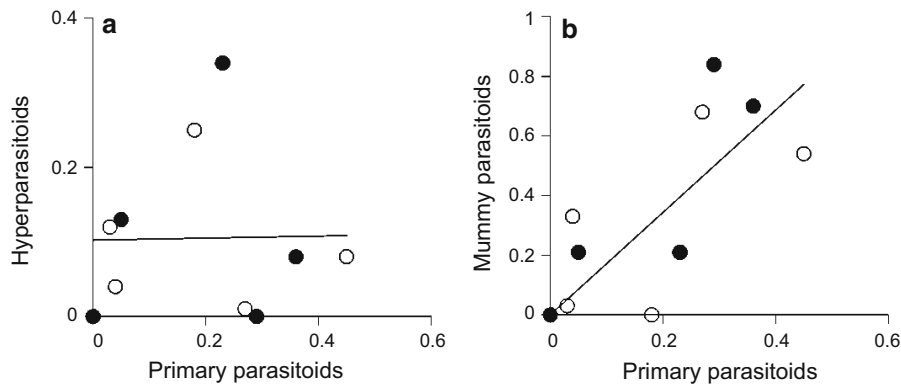 a
Hyperparasitoids
0.4
0.2
0
0 0.2 0.4 0.6
Primary parasitoids
b
Mummy parasitoids
1
0.8
0.6
0.4
0.2
0
0 0.2 0.4 0.6
Primary parasitoids